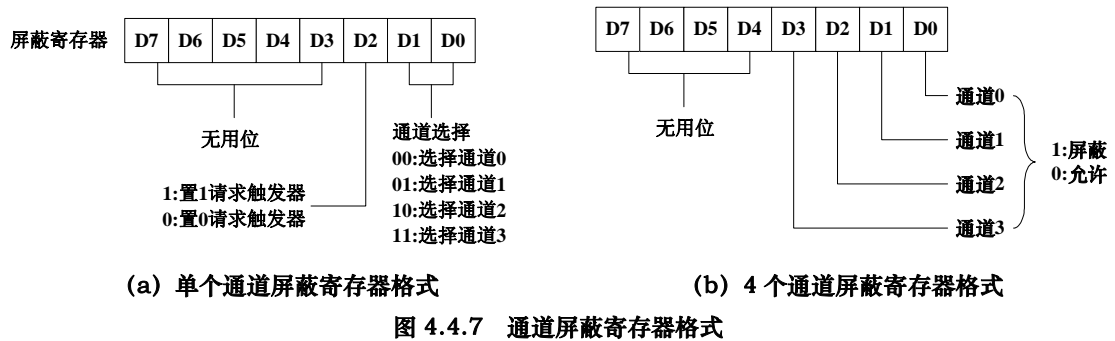 屏蔽寄存器 D7 D6 D5 D4 D3 D2 D1 D0
无用位
1:置1请求触发器
0:置0请求触发器
通道选择
00:选择通道0
01:选择通道1
10:选择通道2
11:选择通道3
(a) 单个通道屏蔽寄存器格式
D7 D6 D5 D4 D3 D2 D1 D0
无用位
通道0
通道1
通道2
通道3
1:屏蔽
0:允许
(b) 4 个通道屏蔽寄存器格式
图 4.4.7 通道屏蔽寄存器格式